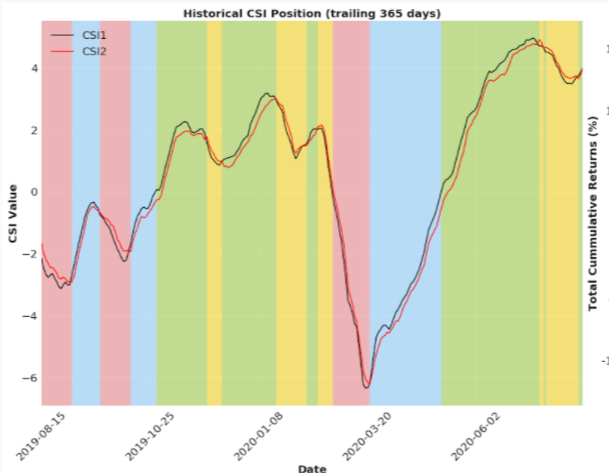 Historical CSI Position (trailing 365 days)
CSI1
CSI2
4
2
0
−2
−4
−6
CSI Value
2019-08-15
2019-10-25
2020-01-08
2020-03-20
2020-06-02
Date
Total Cummulative Returns (%)